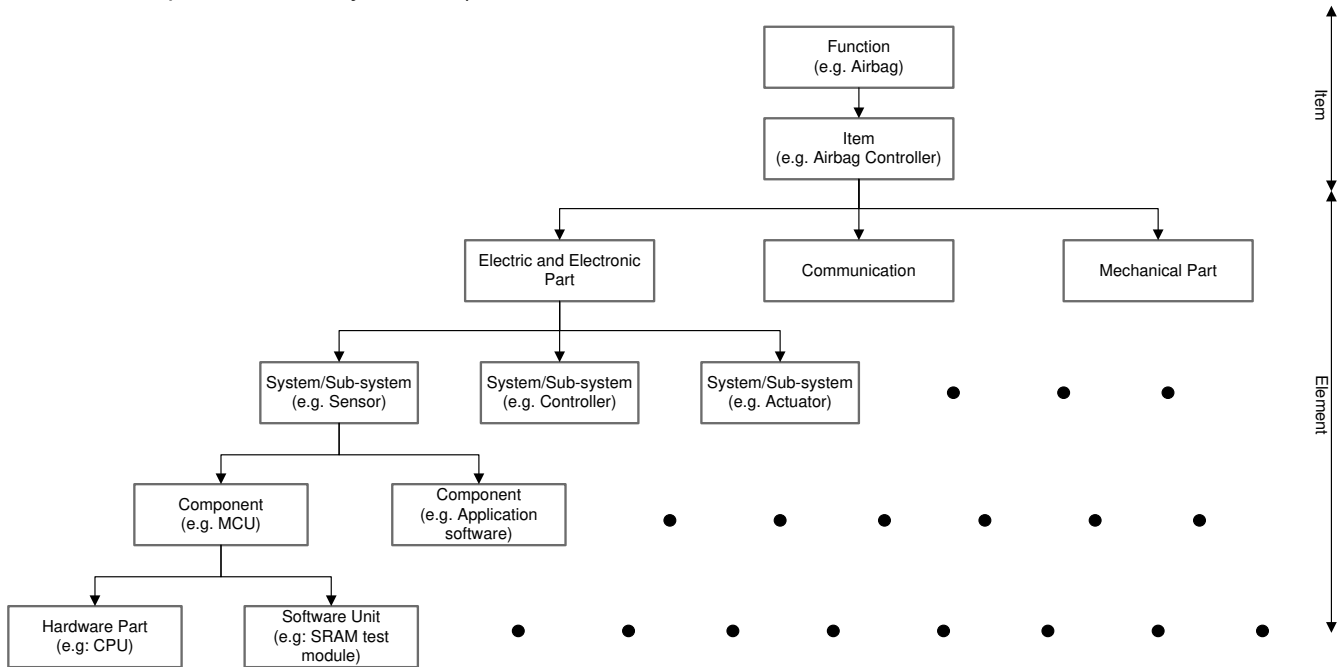 Function
(e.g. Airbag)
Item
(e.g. Airbag Controller)
Item
Electric and Electronic
Part
Communication
Mechanical Part
System/Sub-system
(e.g. Sensor)
System/Sub-system
(e.g. Controller)
System/Sub-system
(e.g. Actuator)
Element
Component
(e.g. MCU)
Component
(e.g. Application
software)
Hardware Part
(e.g: CPU)
Software Unit
(e.g: SRAM test
module)